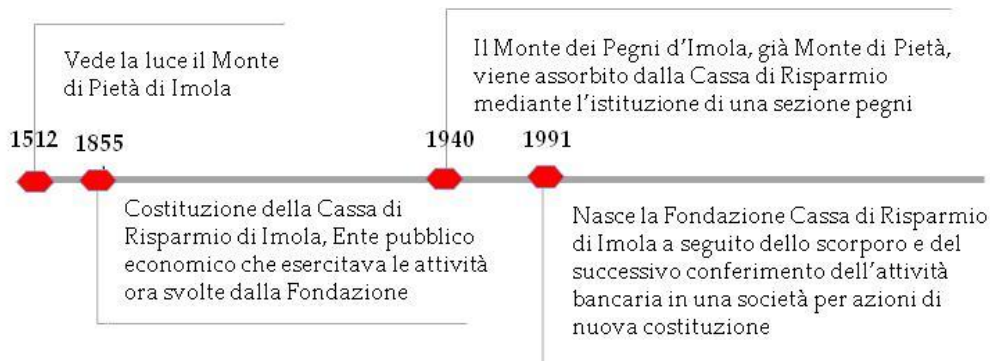 Vede la luce il Monte
di Pietà di Imola
Il Monte dei Pegni d'Imola, già Monte di Pietà,
viene assorbito dalla Cassa di Risparmio
mediante l'istituzione di una sezione pegni
1512
1855
1940
1991
Costituzione della Cassa di
Risparmio di Imola, Ente pubblico
economico che esercitava le attività
ora svolte dalla Fondazione
Nasce la Fondazione Cassa di Risparmio
di Imola a seguito dello scorporo e del
successivo conferimento dell'attività
bancaria in una società per azioni di
nuova costituzione